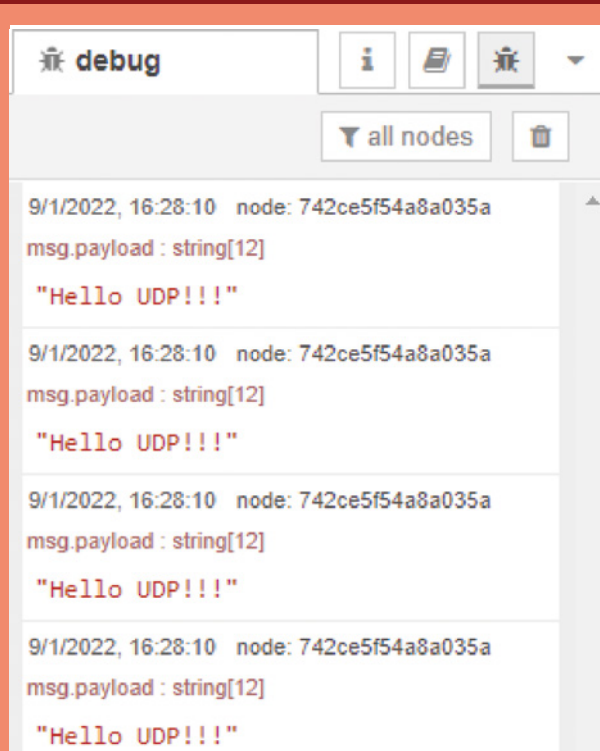 debug
i
all nodes
9/1/2022, 16:28:10 node: 742ce5f54a8a035a
msg.payload : string[12]
"Hello UDP!!!"
9/1/2022, 16:28:10 node: 742ce5f54a8a035a
msg.payload : string[12]
"Hello UDP!!!"
9/1/2022, 16:28:10 node: 742ce5f54a8a035a
msg.payload : string[12]
"Hello UDP!!!"
9/1/2022, 16:28:10 node: 742ce5f54a8a035a
msg.payload : string[12]
"Hello UDP!!!"